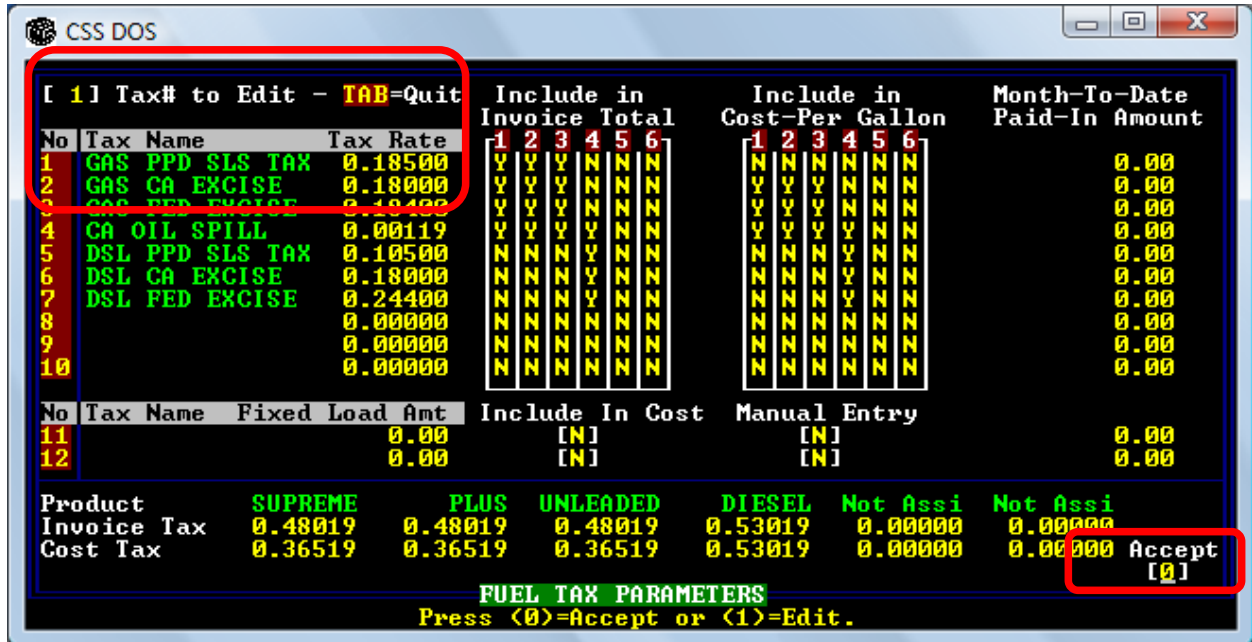 CSS DOS
[ 1] Tax# to Edit - TAB=Quit Include in Invoice Total Include in Cost-Per Gallon Month-To-Date Paid-In Amount
No Tax Name Tax Rate 1 2 3 4 5 6 1 2 3 4 5 6
1 GAS PPD SLS TAX 0.18500 Y Y Y N N N N N N N N N 0.00
2 GAS CA EXCISE 0.18000 Y Y Y N N N Y Y Y N N N 0.00
3 GAS FED EXCISE 0.18400 Y Y Y N N N Y Y Y N N N 0.00
4 CA OIL SPILL 0.00119 Y Y Y Y N N Y Y Y Y N N 0.00
5 DSL PPD SLS TAX 0.10500 N N N Y N N N N N Y N N 0.00
6 DSL CA EXCISE 0.18000 N N N Y N N N N N Y N N 0.00
7 DSL FED EXCISE 0.24400 N N N Y N N N N N Y N N 0.00
8 0.00000 N N N N N N N N N N N N 0.00
9 0.00000 N N N N N N N N N N N N 0.00
10 0.00000 N N N N N N N N N N N N 0.00
No Tax Name Fixed Load Amt Include In Cost Manual Entry
11 0.00 [N] [N] 0.00
12 0.00 [N] [N] 0.00
Product SUPREME PLUS UNLEADED DIESEL Not Assi Not Assi
Invoice Tax 0.48019 0.48019 0.48019 0.53019 0.00000 0.00000
Cost Tax 0.36519 0.36519 0.36519 0.53019 0.00000 0.00000 Accept
[0]
FUEL TAX PARAMETERS
Press (0)=Accept or (1)=Edit.